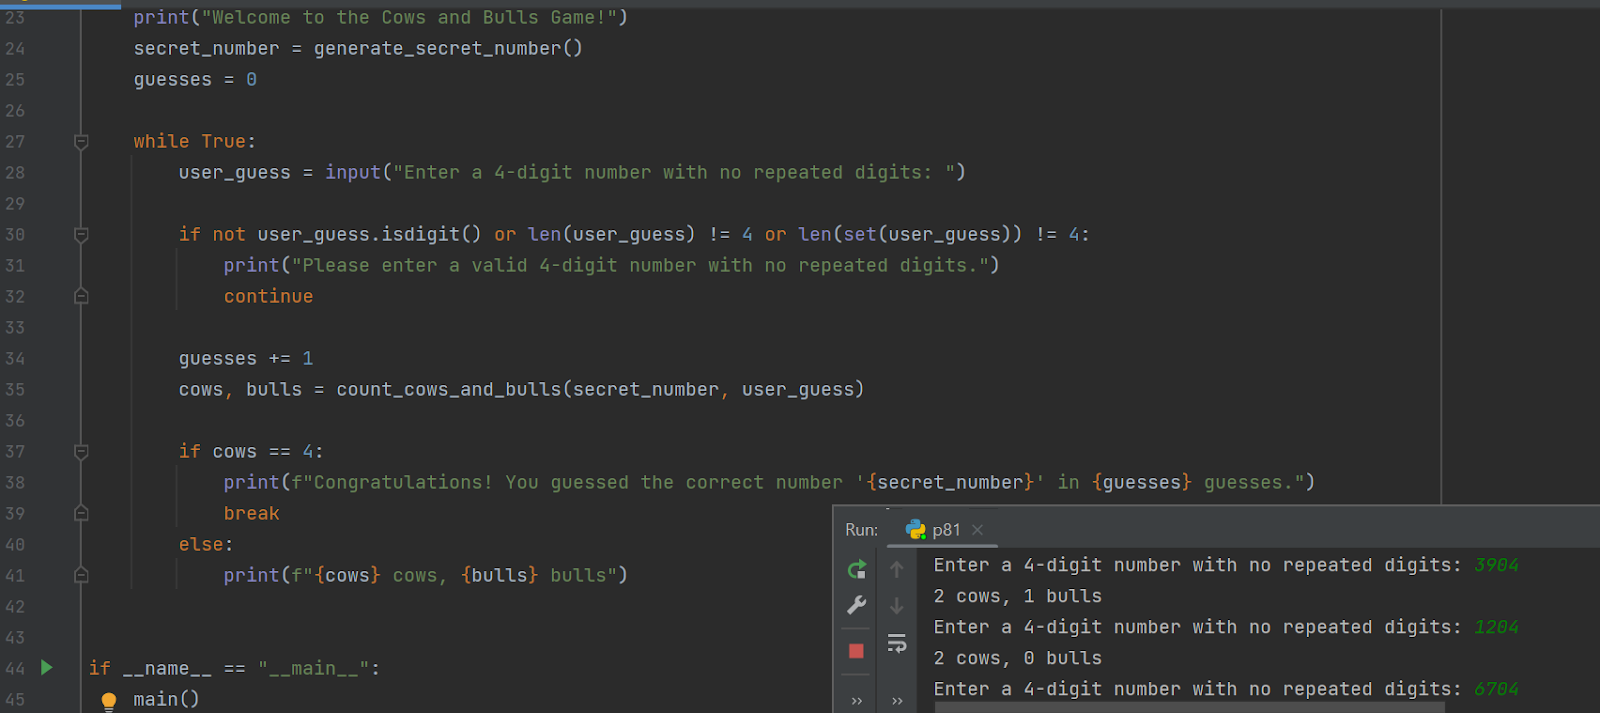 23 print("Welcome to the Cows and Bulls Game!")
24 secret_number = generate_secret_number()
25 guesses = 0
26
27 while True:
28 user_guess = input("Enter a 4-digit number with no repeated digits: ")
29
30 if not user_guess.isdigit() or len(user_guess) != 4 or len(set(user_guess)) != 4:
31 print("Please enter a valid 4-digit number with no repeated digits.")
32 continue
33
34 guesses += 1
35 cows, bulls = count_cows_and_bulls(secret_number, user_guess)
36
37 if cows == 4:
38 print(f"Congratulations! You guessed the correct number '{secret_number}' in {guesses} guesses.")
39 break
40 else:
41 print(f"{cows} cows, {bulls} bulls")
42
43
44 if __name__ == "__main__":
45 main()
Run: p81
Enter a 4-digit number with no repeated digits: 3904
2 cows, 1 bulls
Enter a 4-digit number with no repeated digits: 1204
2 cows, 0 bulls
Enter a 4-digit number with no repeated digits: 6704